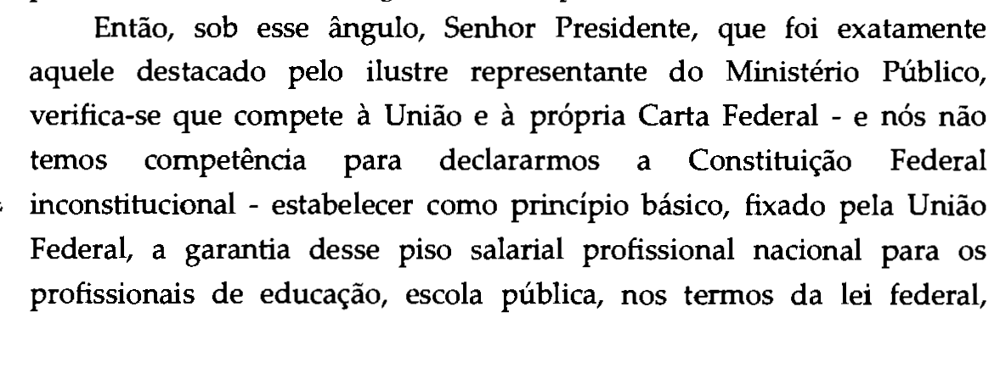 Então, sob esse ângulo, Senhor Presidente, que foi exatamente
aquele destacado pelo ilustre representante do Ministério Público,
verifica-se que compete à União e à própria Carta Federal - e nós não
temos competência para declararmos a Constituição Federal
inconstitucional - estabelecer como princípio básico, fixado pela União
Federal, a garantia desse piso salarial profissional nacional para os
profissionais de educação, escola pública, nos termos da lei federal,